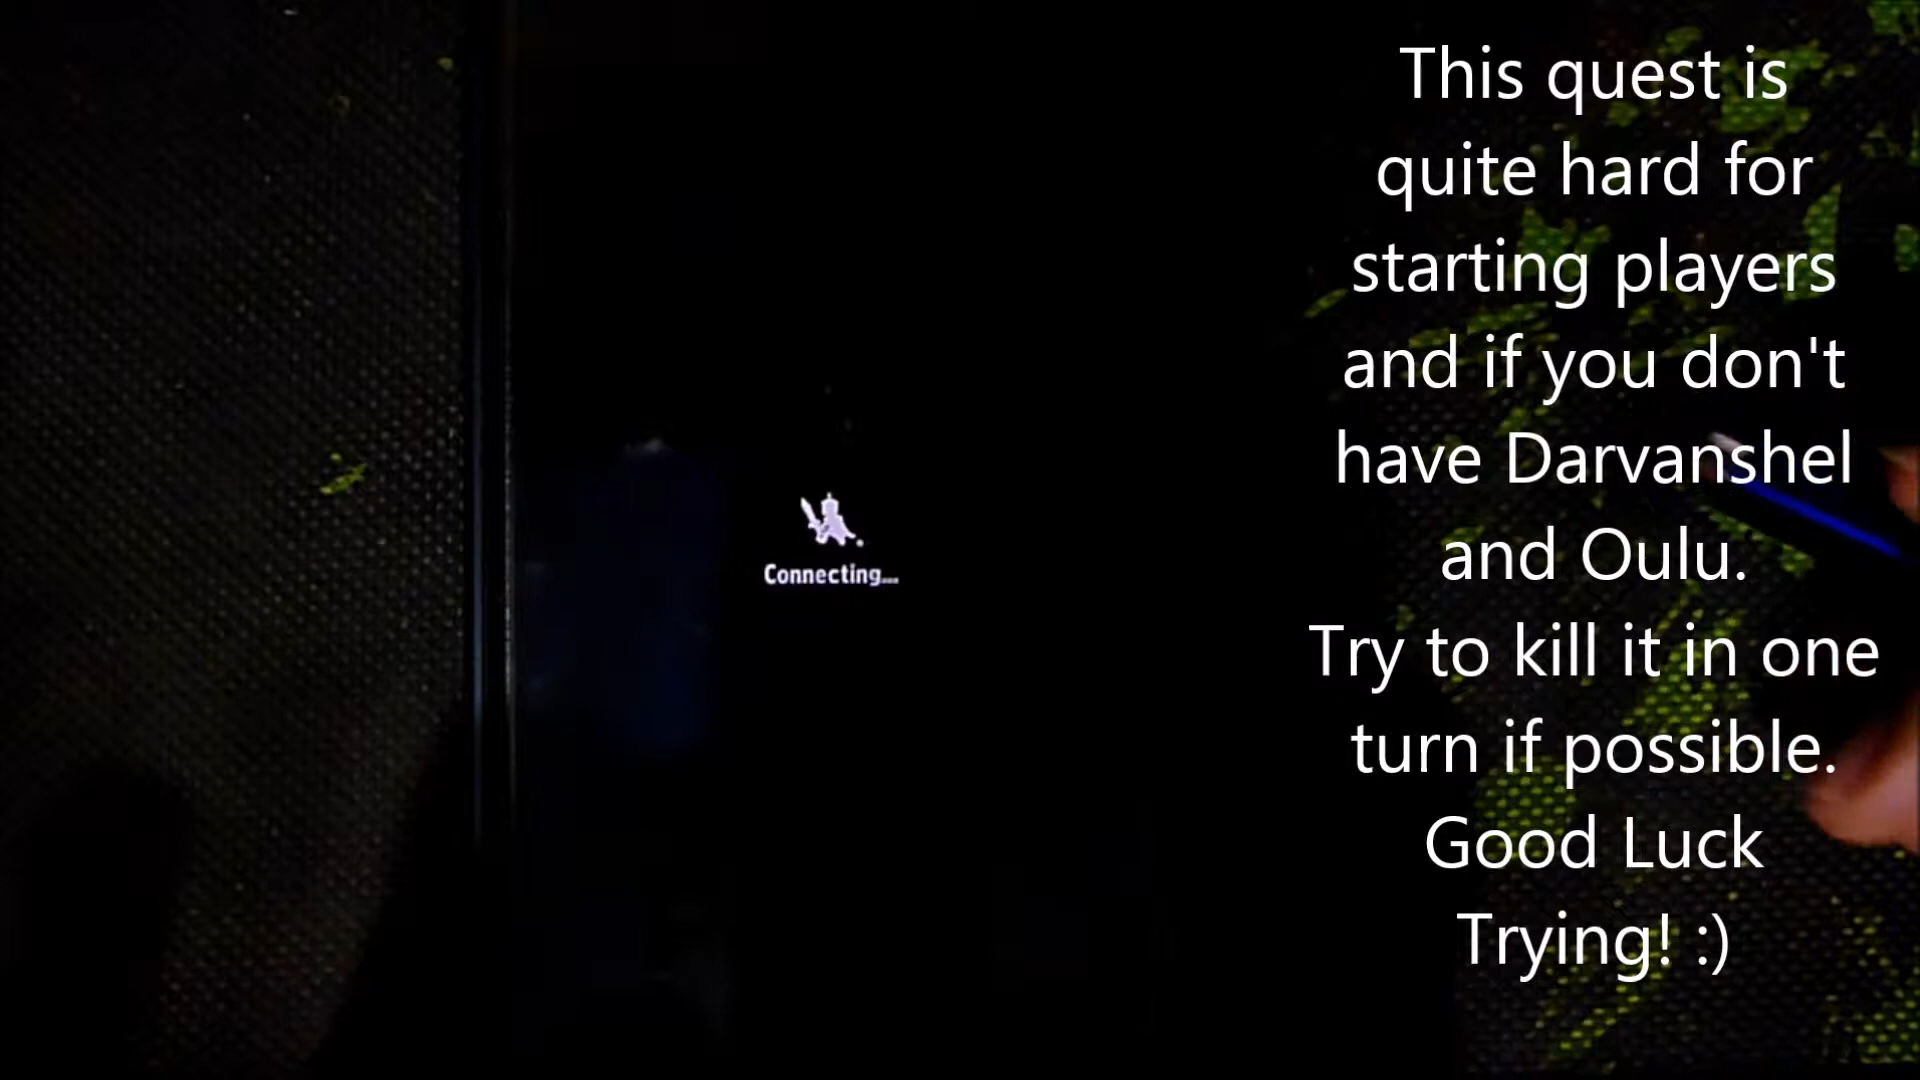 This quest is
quite hard for
starting players
and if you don't
have Darvanshel
and Oulu.
Try to kill it in one
turn if possible.
Good Luck
Trying! :)
Connecting...